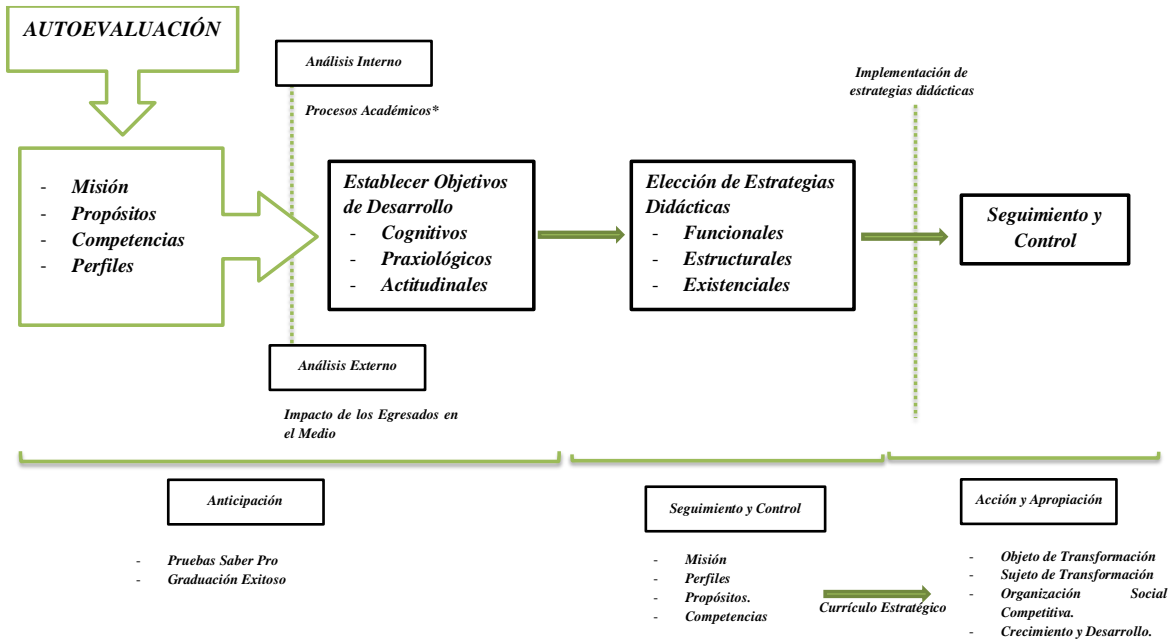 AUTOEVALUACIÓN
Análisis Interno
Procesos Académicos*
Implementación de
estrategias didácticas
- Misión
- Propósitos
- Competencias
- Perfiles
Establecer Objetivos
de Desarrollo
- Cognitivos
- Praxiológicos
- Actitudinales
Elección de Estrategias
Didácticas
- Funcionales
- Estructurales
- Existenciales
Seguimiento y
Control
Análisis Externo
Impacto de los Egresados en
el Medio
Anticipación
- Pruebas Saber Pro
- Graduación Exitoso
Seguimiento y Control
- Misión
- Perfiles
- Propósitos.
- Competencias
Currículo Estratégico
Acción y Apropiación
- Objeto de Transformación
- Sujeto de Transformación
- Organización Social
Competitiva.
- Crecimiento y Desarrollo.